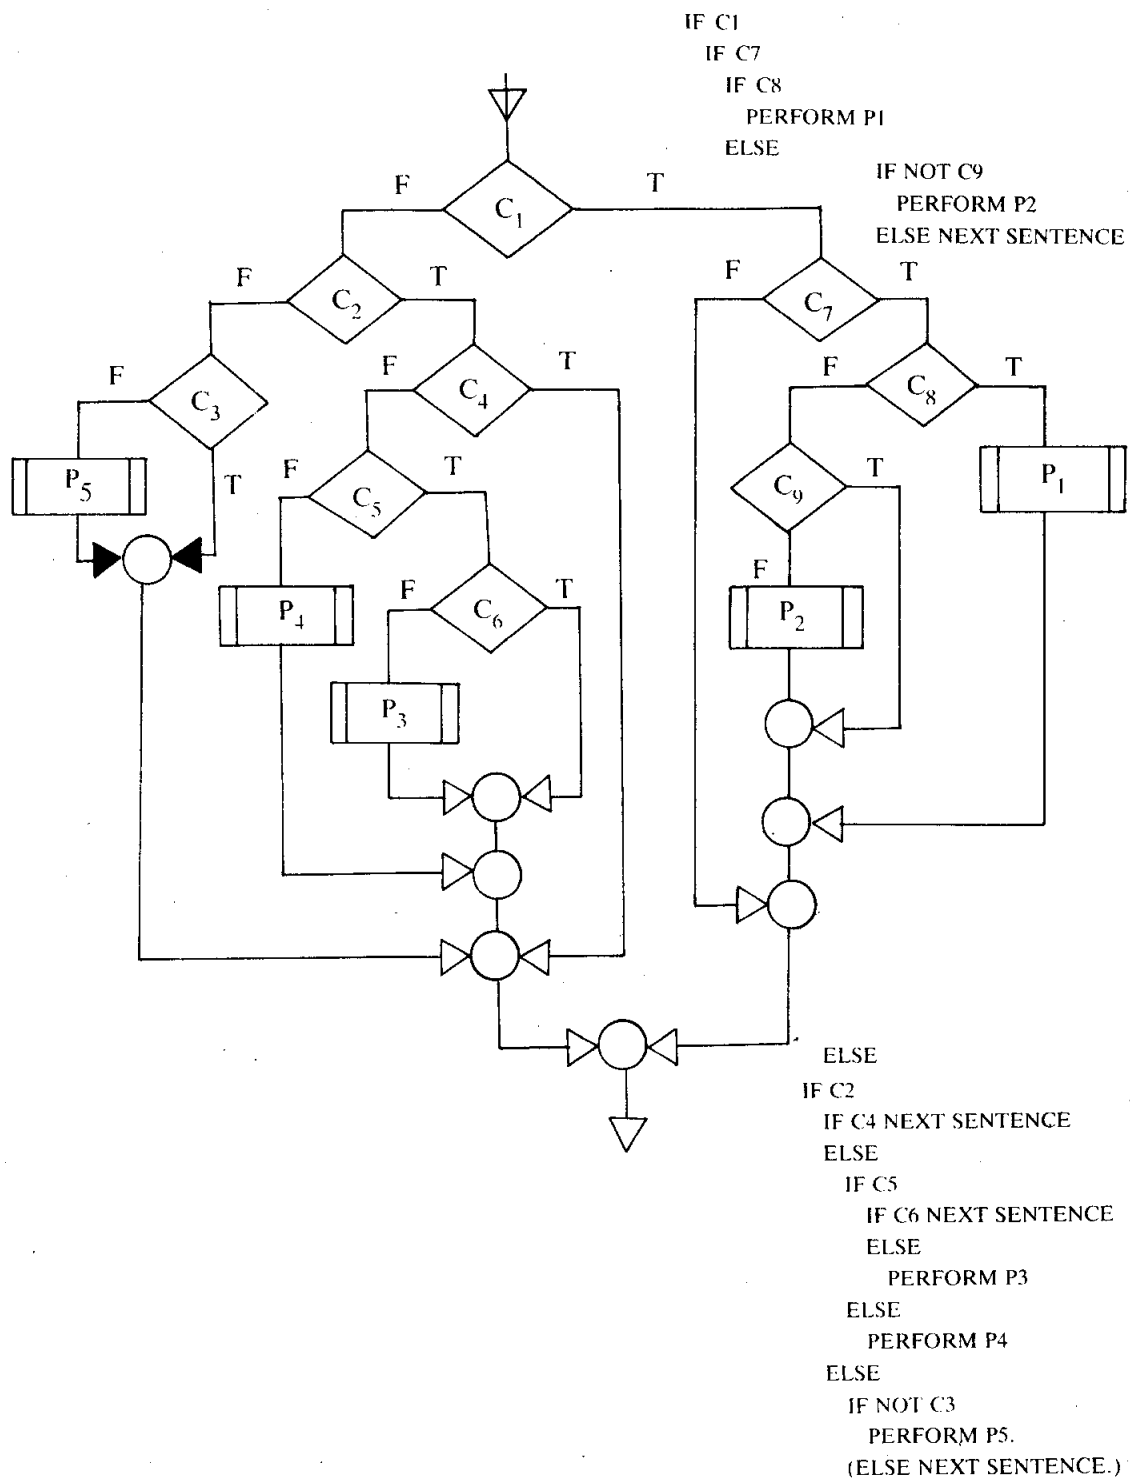 IF C1
IF C7
IF C8
PERFORM P1
ELSE
IF NOT C9
PERFORM P2
ELSE NEXT SENTENCE
F C₁ T
F C₂ T
F C₇ T
F C₃ T
F C₄ T
F C₈ T
P₅
F C₅ T
C₉ T
F
P₁
P₄
F C₆ T
P₂
P₃
ELSE
IF C2
IF C4 NEXT SENTENCE
ELSE
IF C5
IF C6 NEXT SENTENCE
ELSE
PERFORM P3
ELSE
PERFORM P4
ELSE
IF NOT C3
PERFORM P5.
(ELSE NEXT SENTENCE.)